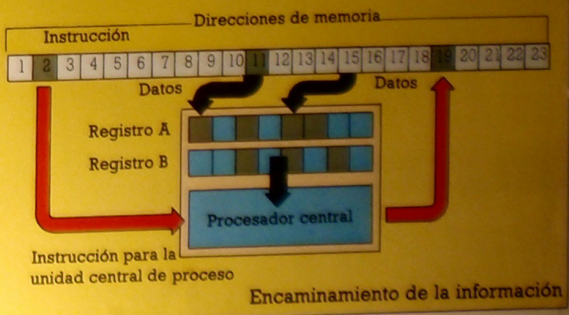 Direcciones de memoria
Instrucción
1 2 3 4 5 6 7 8 9 10 11 12 13 14 15 16 17 18 19 20 21 22 23
Datos
Datos
Registro A
Registro B
Procesador central
Instrucción para la
unidad central de proceso
Encaminamiento de la información